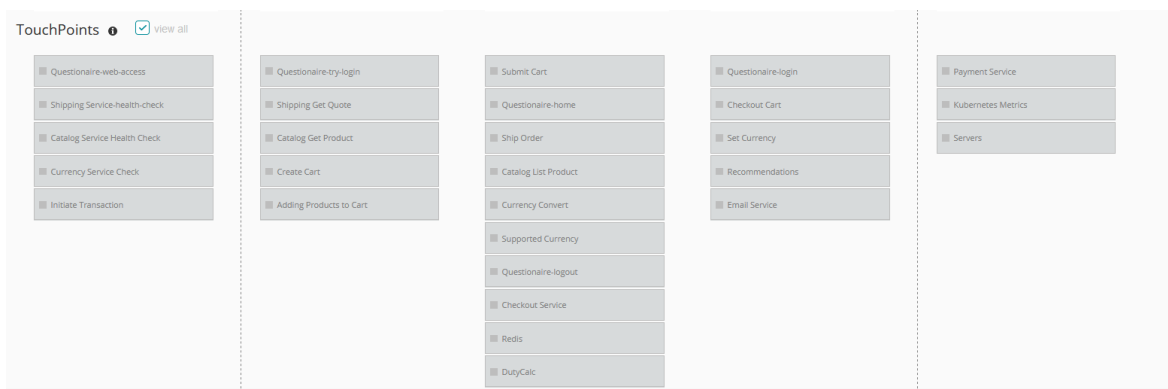 TouchPoints
view all
Questionaire-web-access
Shipping Service-health-check
Catalog Service Health Check
Currency Service Check
Initiate Transaction
Questionaire-try-login
Shipping Get Quote
Catalog Get Product
Create Cart
Adding Products to Cart
Submit Cart
Questionaire-home
Ship Order
Catalog List Product
Currency Convert
Supported Currency
Questionaire-logout
Checkout Service
Redis
DutyCalc
Questionaire-login
Checkout Cart
Set Currency
Recommendations
Email Service
Payment Service
Kubernetes Metrics
Servers